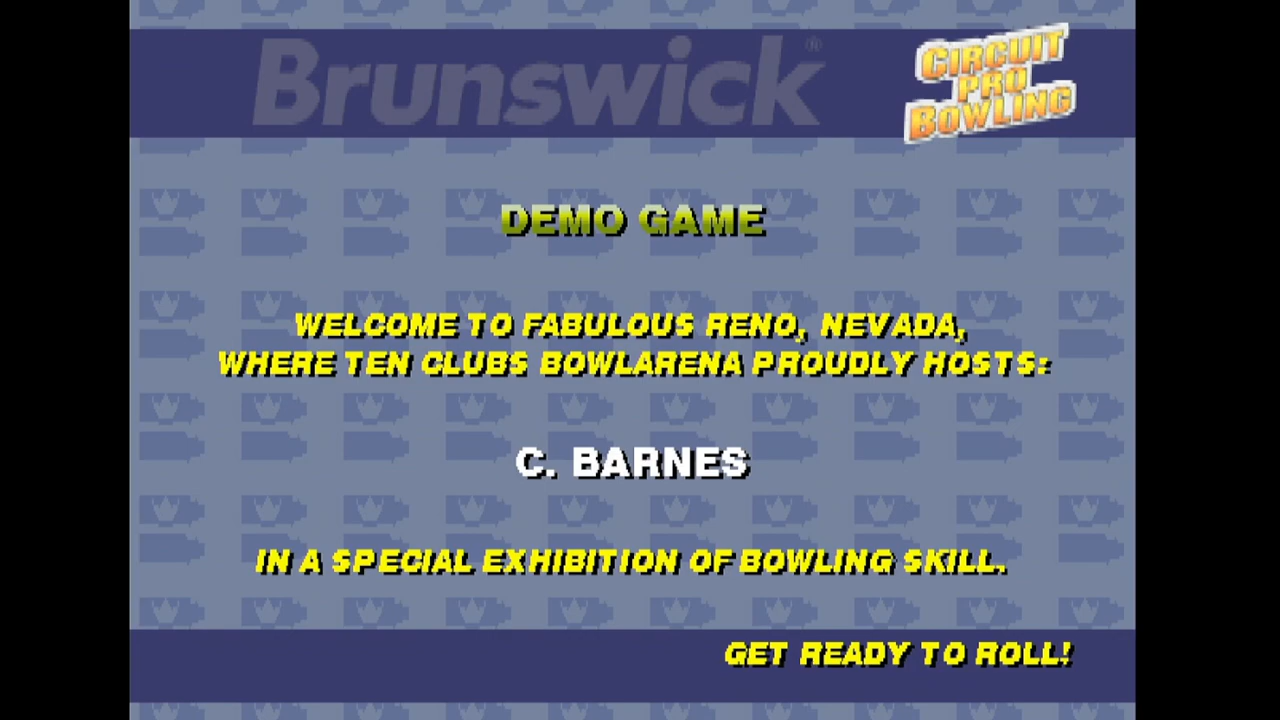 Brunswick®
CIRCUIT
PRO
BOWLING
DEMO GAME
WELCOME TO FABULOUS RENO, NEVADA,
WHERE TEN CLUBS BOWLARENA PROUDLY HOSTS:
C. BARNES
IN A SPECIAL EXHIBITION OF BOWLING SKILL.
GET READY TO ROLL!